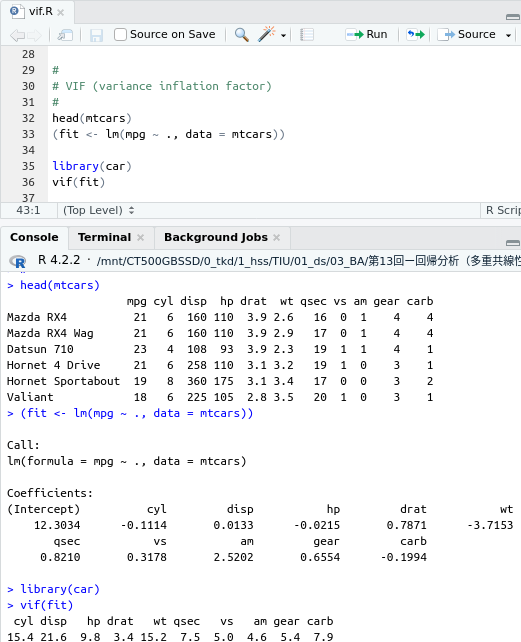 vif.R
Source on Save
Run
Source
28
29 #
30 # VIF (variance inflation factor)
31 #
32 head(mtcars)
33 (fit <- lm(mpg ~ ., data = mtcars))
34
35 library(car)
36 vif(fit)
37
43:1 (Top Level) R Scrip
Console Terminal Background Jobs
R 4.2.2 · /mnt/CT500GBSSD/0_tkd/1_hss/TIU/01_ds/03_BA/第13回ー回帰分析（多重共線性
> head(mtcars)
mpg cyl disp hp drat wt qsec vs am gear carb
Mazda RX4 21 6 160 110 3.9 2.6 16 0 1 4 4
Mazda RX4 Wag 21 6 160 110 3.9 2.9 17 0 1 4 4
Datsun 710 23 4 108 93 3.9 2.3 19 1 1 4 1
Hornet 4 Drive 21 6 258 110 3.1 3.2 19 1 0 3 1
Hornet Sportabout 19 8 360 175 3.1 3.4 17 0 0 3 2
Valiant 18 6 225 105 2.8 3.5 20 1 0 3 1
> (fit <- lm(mpg ~ ., data = mtcars))
Call:
lm(formula = mpg ~ ., data = mtcars)
Coefficients:
(Intercept) cyl disp hp drat wt
12.3034 -0.1114 0.0133 -0.0215 0.7871 -3.7153
qsec vs am gear carb
0.8210 0.3178 2.5202 0.6554 -0.1994
> library(car)
> vif(fit)
cyl disp hp drat wt qsec vs am gear carb
15.4 21.6 9.8 3.4 15.2 7.5 5.0 4.6 5.4 7.9